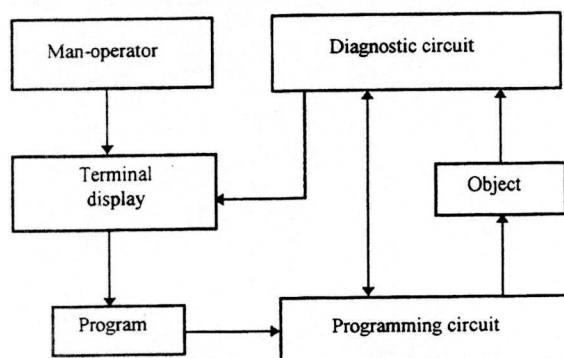 Man-operator
Diagnostic circuit
Terminal
display
Object
Program
Programming circuit